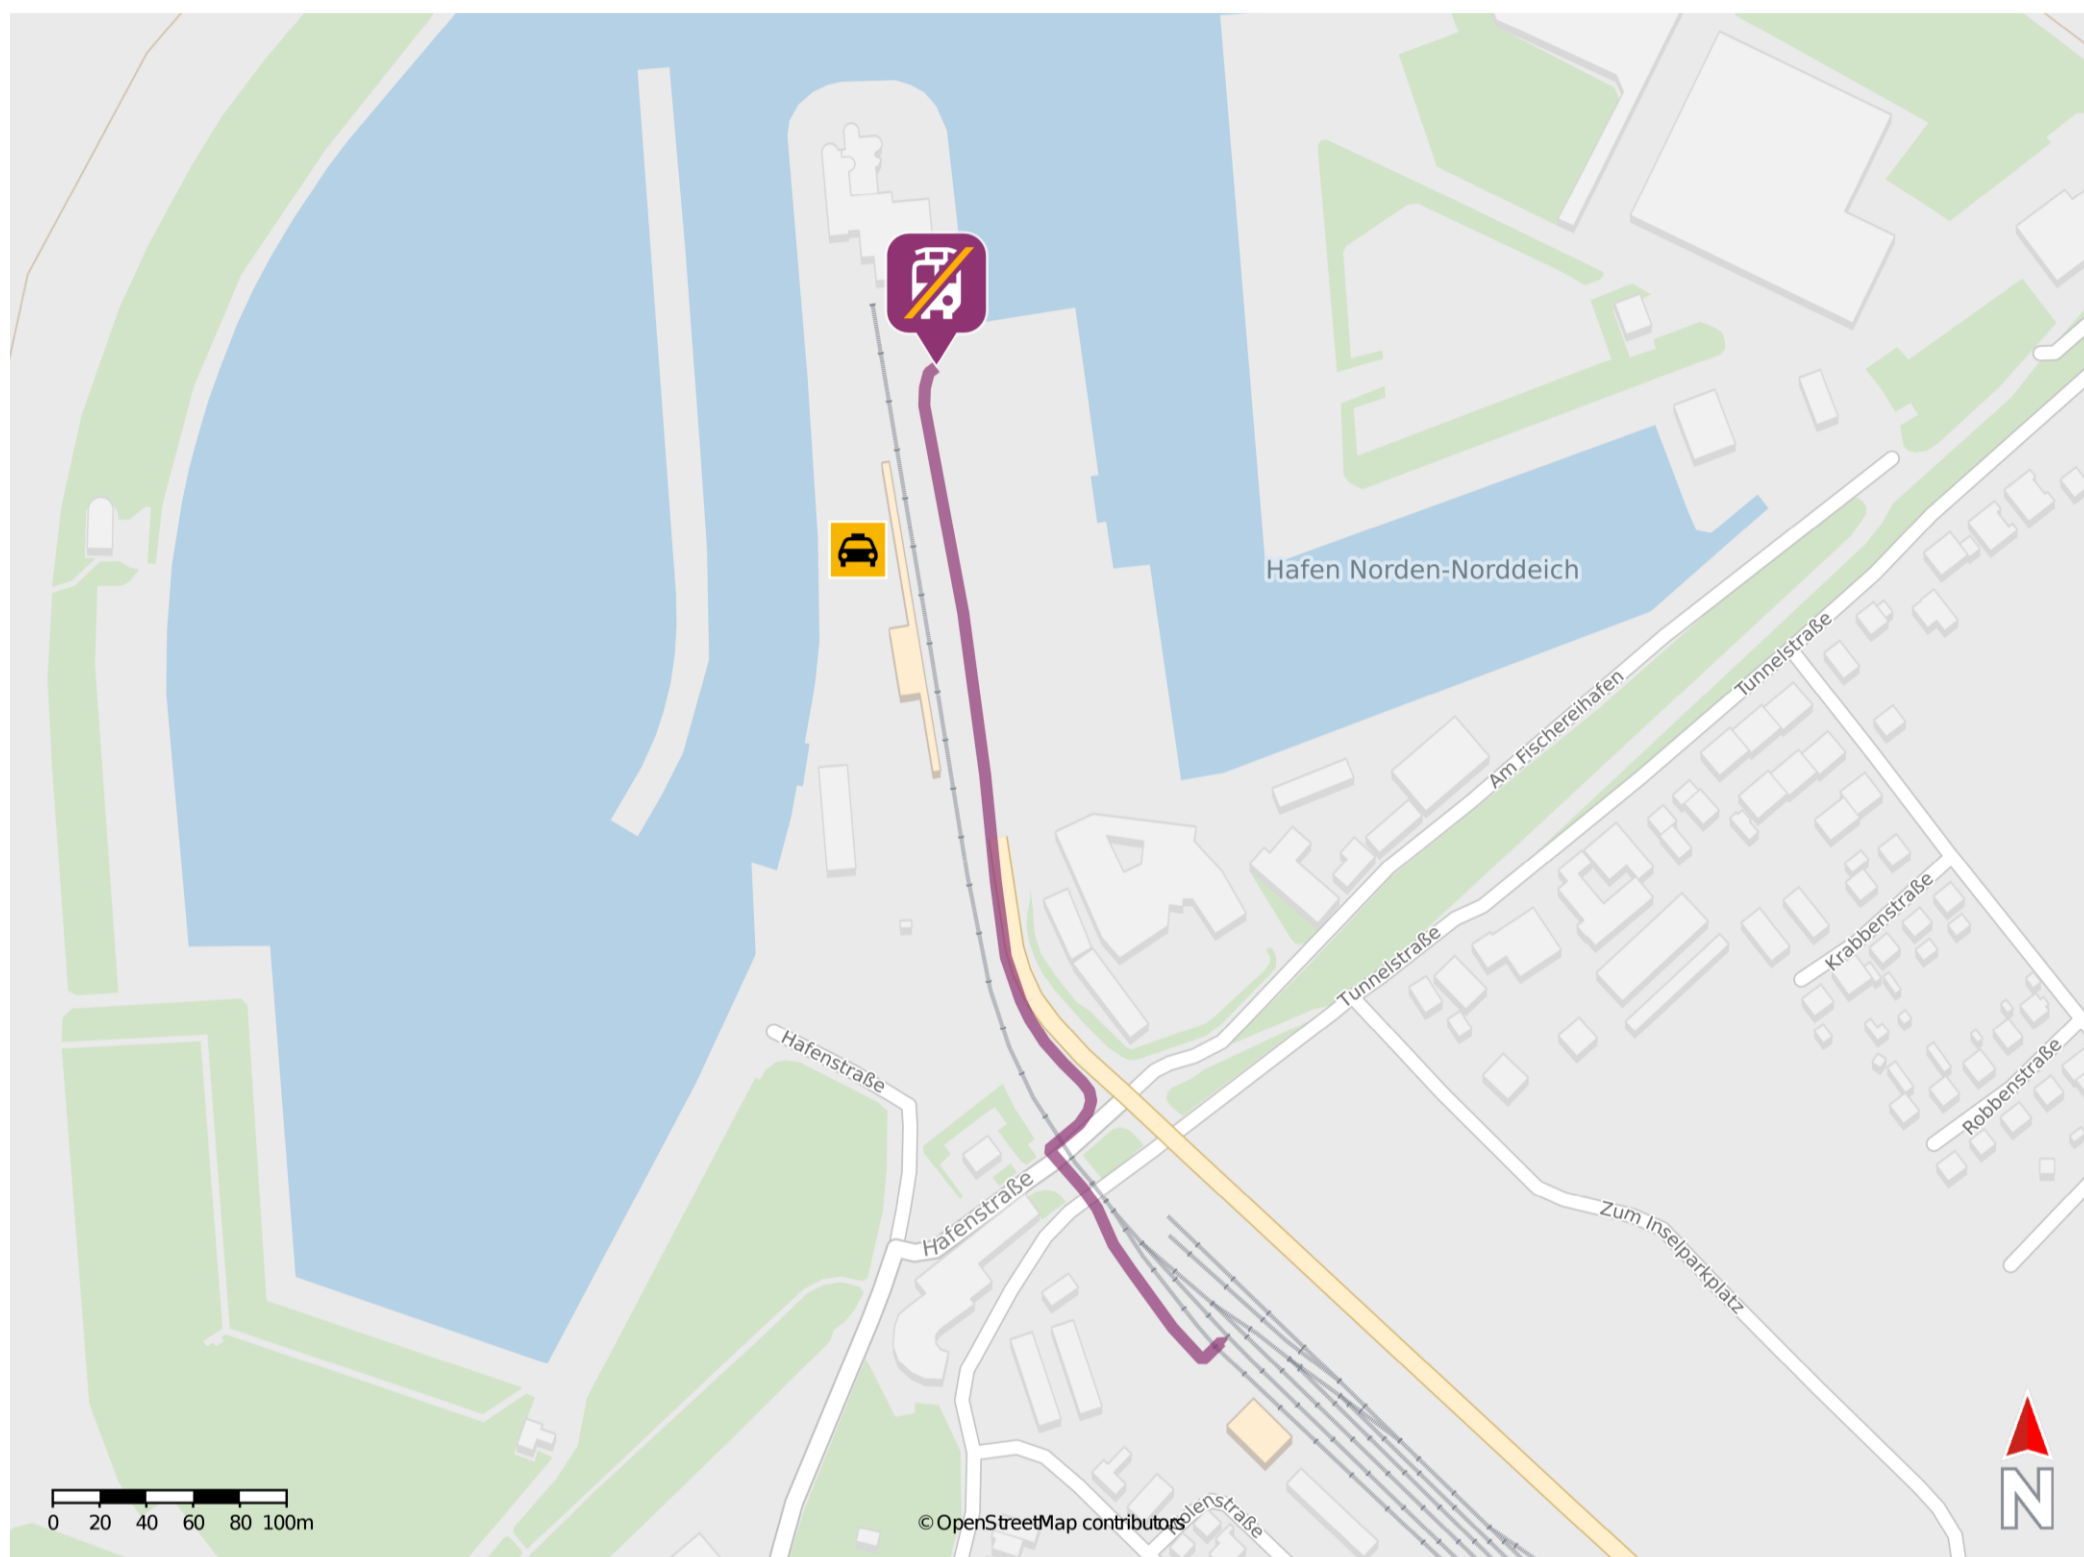 Hafen Norden-Norddeich
Tunnelstraße
Am Fischereihafen
Krabbenstraße
Tunnelstraße
Hafenstraße
Robbenstraße
Hafenstraße
Zum Inselparkplatz
N
0 20 40 60 80 100m
© OpenStreetMap contributors